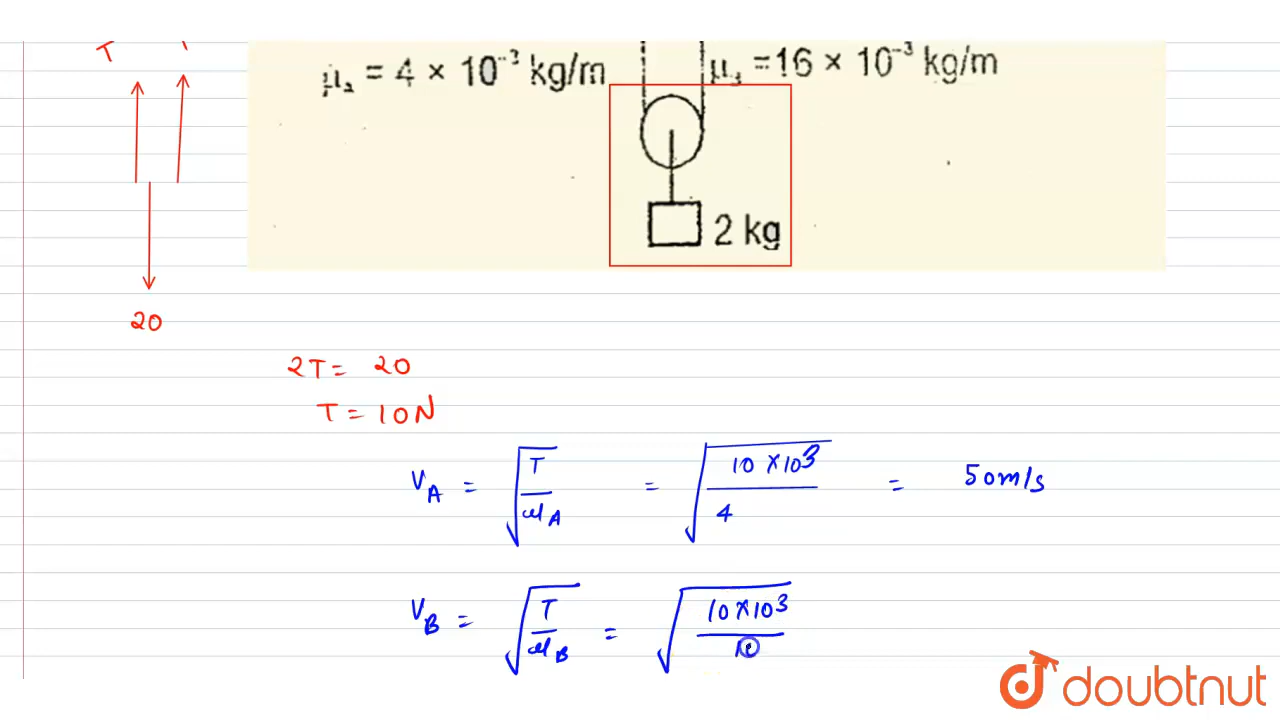 T
μ₂ = 4 × 10⁻³ kg/m
μ₁ = 16 × 10⁻³ kg/m
2 kg
20
2T = 20
T = 10N
V_A = √(T/μ_A) = √(10 × 10³/4) = 50m/s
V_B = √(T/μ_B) = √(10 × 10³/
doubtnut